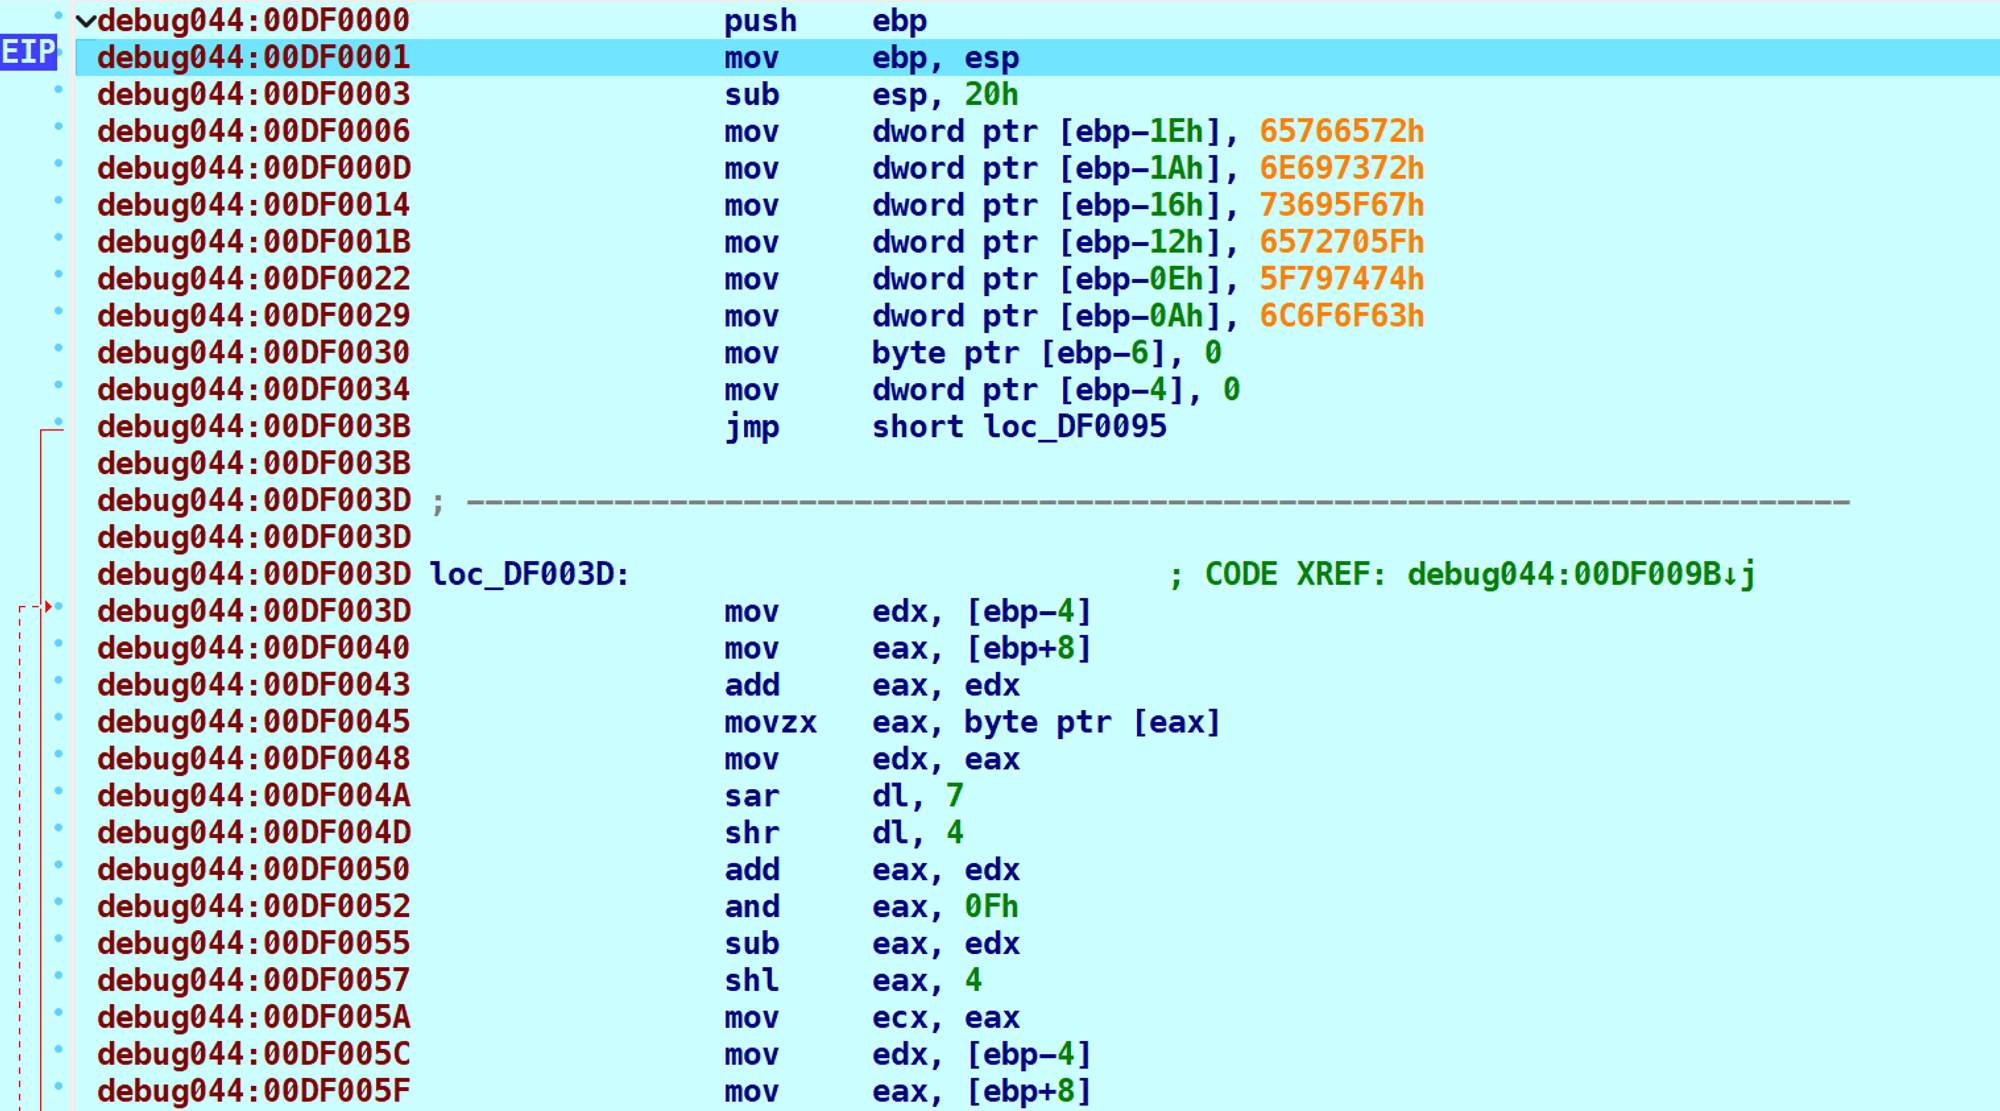 debug044:00DF0000 push ebp
EIP debug044:00DF0001 mov ebp, esp
debug044:00DF0003 sub esp, 20h
debug044:00DF0006 mov dword ptr [ebp-1Eh], 65766572h
debug044:00DF000D mov dword ptr [ebp-1Ah], 6E697372h
debug044:00DF0014 mov dword ptr [ebp-16h], 73695F67h
debug044:00DF001B mov dword ptr [ebp-12h], 6572705Fh
debug044:00DF0022 mov dword ptr [ebp-0Eh], 5F797474h
debug044:00DF0029 mov dword ptr [ebp-0Ah], 6C6F6F63h
debug044:00DF0030 mov byte ptr [ebp-6], 0
debug044:00DF0034 mov dword ptr [ebp-4], 0
debug044:00DF003B jmp short loc_DF0095
debug044:00DF003B
debug044:00DF003D ; ---------------------------------------------------------------------------
debug044:00DF003D
debug044:00DF003D loc_DF003D: ; CODE XREF: debug044:00DF009B↓j
debug044:00DF003D mov edx, [ebp-4]
debug044:00DF0040 mov eax, [ebp+8]
debug044:00DF0043 add eax, edx
debug044:00DF0045 movzx eax, byte ptr [eax]
debug044:00DF0048 mov edx, eax
debug044:00DF004A sar dl, 7
debug044:00DF004D shr dl, 4
debug044:00DF0050 add eax, edx
debug044:00DF0052 and eax, 0Fh
debug044:00DF0055 sub eax, edx
debug044:00DF0057 shl eax, 4
debug044:00DF005A mov ecx, eax
debug044:00DF005C mov edx, [ebp-4]
debug044:00DF005F mov eax, [ebp+8]